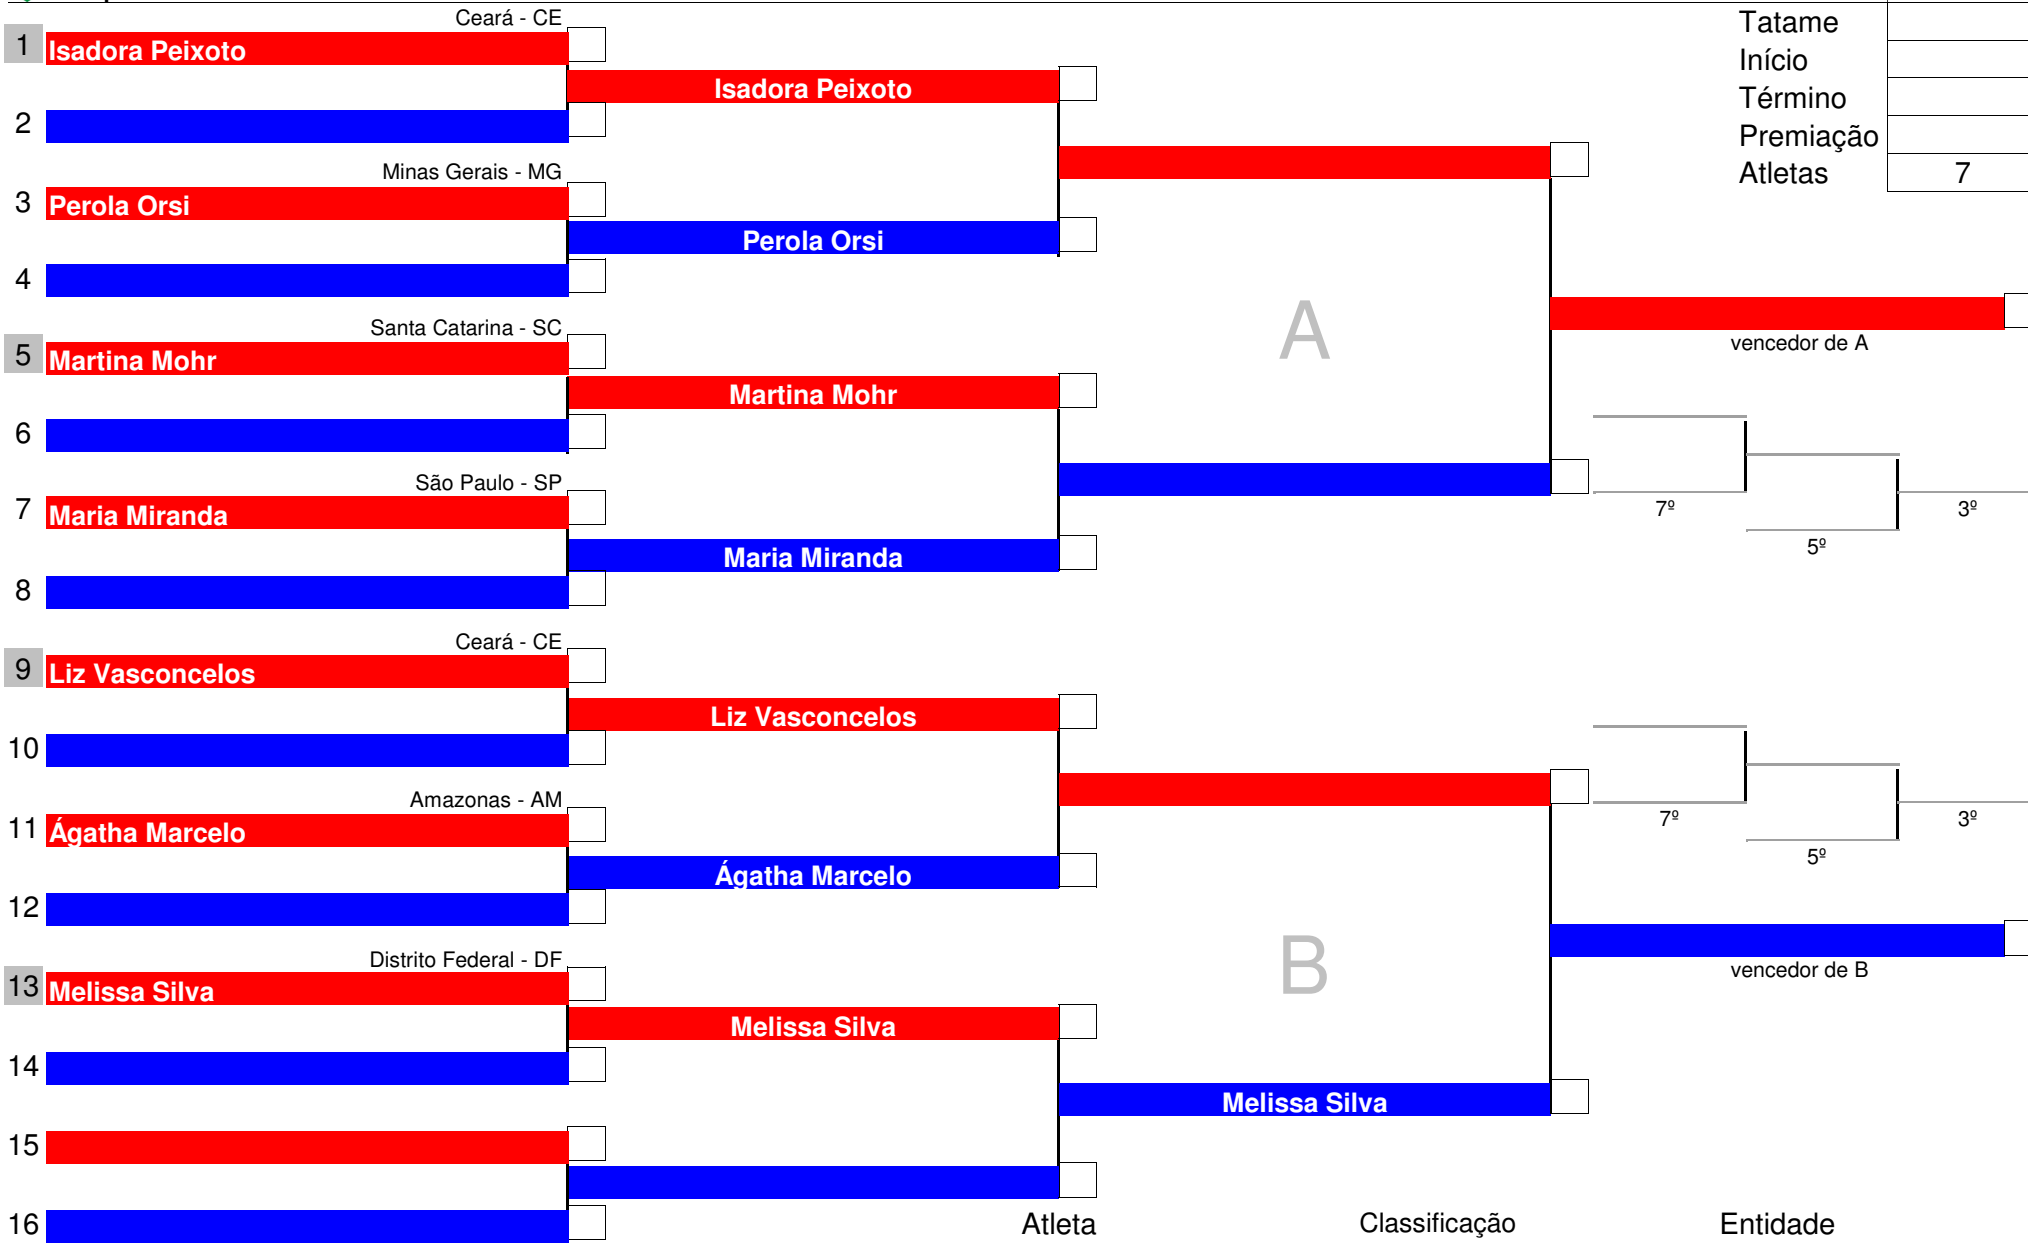 Ceará - CE
Tatame
1 Isadora Peixoto
Início
Isadora Peixoto
Término
2
Premiação
Minas Gerais - MG
Atletas 7
3 Perola Orsi
Perola Orsi
4
Santa Catarina - SC
A
vencedor de A
5 Martina Mohr
Martina Mohr
6
São Paulo - SP
7º 3º
7 Maria Miranda
5º
Maria Miranda
8
Ceará - CE
9 Liz Vasconcelos
Liz Vasconcelos
10
Amazonas - AM
7º 3º
11 Ágatha Marcelo
5º
Ágatha Marcelo
12
Distrito Federal - DF
B
vencedor de B
13 Melissa Silva
Melissa Silva
14
Melissa Silva
15
16
Atleta Classificação Entidade